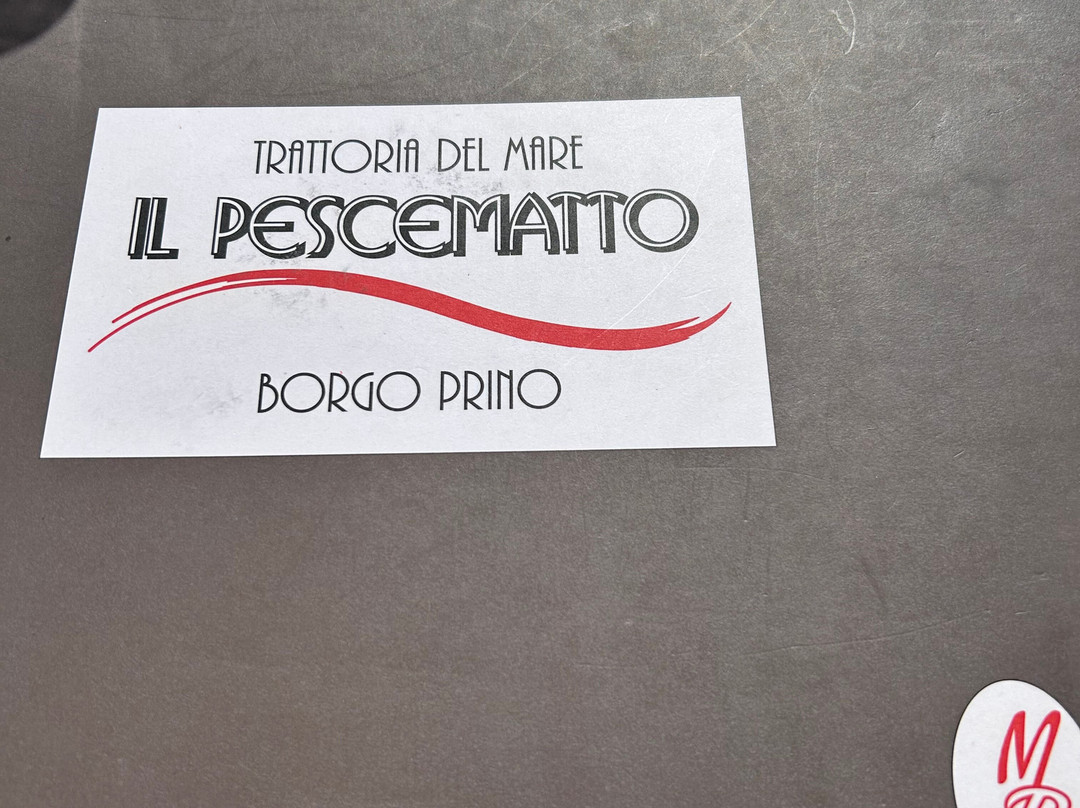 TRATTORIA DEL MARE
IL PESCEMATTO
BORGO PRINO
M